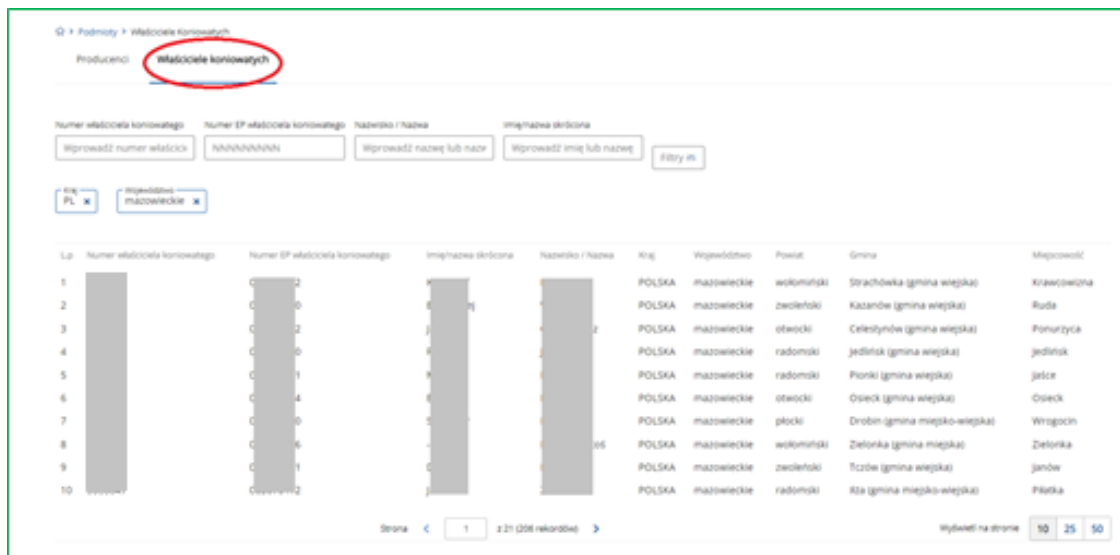 Podmioty > Właściciele koniowatych
Producenci Właściciele koniowatych
Numer właściciela koniowatego Numer EP właściciela koniowatego Nazwisko / Nazwa Imię/nazwa skrócona
Wprowadź numer właścicie NNNNNNNNN Wprowadź nazwę lub nazw Wprowadź imię lub nazwę Filtry
Kraj Województwo
PL × mazowieckie ×
L.p Numer właściciela koniowatego Numer EP właściciela koniowatego Imię/nazwa skrócona Nazwisko / Nazwa Kraj Województwo Powiat Gmina Miejscowość
1 POLSKA mazowieckie wołomiński Strachówka (gmina wiejska) Krawcowizna
2 POLSKA mazowieckie zwoleński Kazanów (gmina wiejska) Ruda
3 POLSKA mazowieckie otwocki Celestynów (gmina wiejska) Ponurzyca
4 POLSKA mazowieckie radomski Jedlińsk (gmina wiejska) Jedlińsk
5 POLSKA mazowieckie radomski Pionki (gmina wiejska) Jaśce
6 POLSKA mazowieckie otwocki Osieck (gmina wiejska) Osieck
7 POLSKA mazowieckie płocki Drobin (gmina miejsko-wiejska) Wrogocin
8 POLSKA mazowieckie wołomiński Zielonka (gmina miejska) Zielonka
9 POLSKA mazowieckie zwoleński Tczów (gmina wiejska) Janów
10 POLSKA mazowieckie radomski Iłża (gmina miejsko-wiejska) Piłatka
Strona < 1 z 21 (206 rekordów) > Wyświetl na stronie 10 25 50